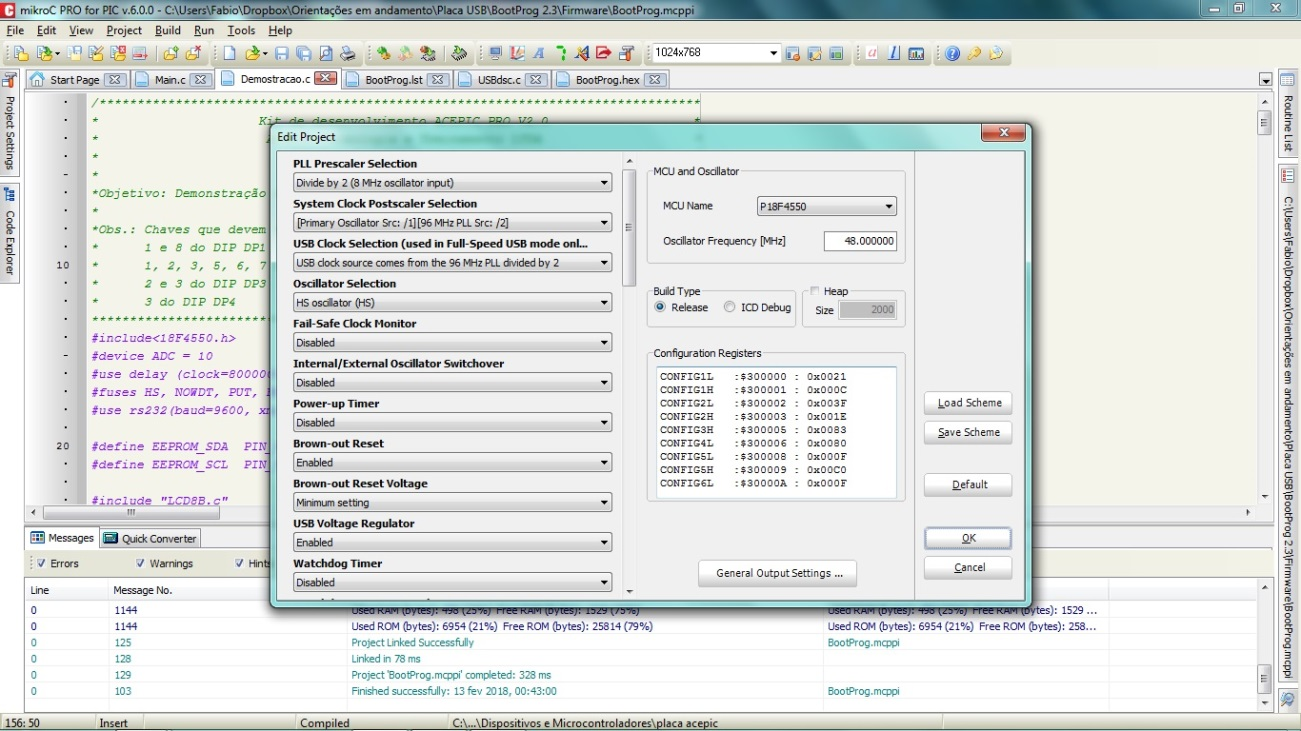 mikroC PRO for PIC v.6.0.0 - C:\Users\Fabio\Dropbox\Orientações em andamento\Placa USB\BootProg 2.3\Firmware\BootProg.mcppi
File Edit View Project Build Run Tools Help
1024x768
Start Page Main.c Demostracao.c BootProg.lst USBdsc.c BootProg.hex
Project Settings
Code Explorer
Routine List
C:\Users\Fabio\Dropbox\Orientações em andamento\Placa USB\BootProg 2.3\Firmware\BootProg.mcppi
* Kit de desenvolvimento ACEPIC PRO V2.0 *
*Objetivo: Demonstração
*Obs.: Chaves que devem
* 1 e 8 do DIP DP1
10 * 1, 2, 3, 5, 6, 7
* 2 e 3 do DIP DP3
* 3 do DIP DP4
#include<18F4550.h>
#device ADC = 10
#use delay (clock=800000
#fuses HS, NOWDT, PUT,
#use rs232(baud=9600,
20 #define EEPROM_SDA PIN_
#define EEPROM_SCL PIN_
#include "LCD8B.c"
Edit Project
PLL Prescaler Selection
Divide by 2 (8 MHz oscillator input)
System Clock Postscaler Selection
[Primary Oscillator Src: /1][96 MHz PLL Src: /2]
USB Clock Selection (used in Full-Speed USB mode onl...
USB clock source comes from the 96 MHz PLL divided by 2
Oscillator Selection
HS oscillator (HS)
Fail-Safe Clock Monitor
Disabled
Internal/External Oscillator Switchover
Disabled
Power-up Timer
Disabled
Brown-out Reset
Enabled
Brown-out Reset Voltage
Minimum setting
USB Voltage Regulator
Enabled
Watchdog Timer
Disabled
MCU and Oscillator
MCU Name P18F4550
Oscillator Frequency [MHz] 48.000000
Build Type
Release ICD Debug
Heap
Size 2000
Configuration Registers
CONFIG1L :$300000 : 0x0021
CONFIG1H :$300001 : 0x000C
CONFIG2L :$300002 : 0x003F
CONFIG2H :$300003 : 0x001E
CONFIG3H :$300005 : 0x0083
CONFIG4L :$300006 : 0x0080
CONFIG5L :$300008 : 0x000F
CONFIG5H :$300009 : 0x00C0
CONFIG6L :$30000A : 0x000F
General Output Settings ...
Load Scheme
Save Scheme
Default
OK
Cancel
Messages Quick Converter
Errors Warnings Hints
Line Message No.
0 1144 Used RAM (bytes): 498 (25%) Free RAM (bytes): 1529 (75%) Used RAM (bytes): 498 (25%) Free RAM (bytes): 1529 ...
0 1144 Used ROM (bytes): 6954 (21%) Free ROM (bytes): 25814 (79%) Used ROM (bytes): 6954 (21%) Free ROM (bytes): 258...
0 125 Project Linked Successfully BootProg.mcppi
0 128 Linked in 78 ms
0 129 Project 'BootProg.mcppi' completed: 328 ms
0 103 Finished successfully: 13 fev 2018, 00:43:00 BootProg.mcppi
156: 50 Insert Compiled C:\...\Dispositivos e Microcontroladores\placa acepic